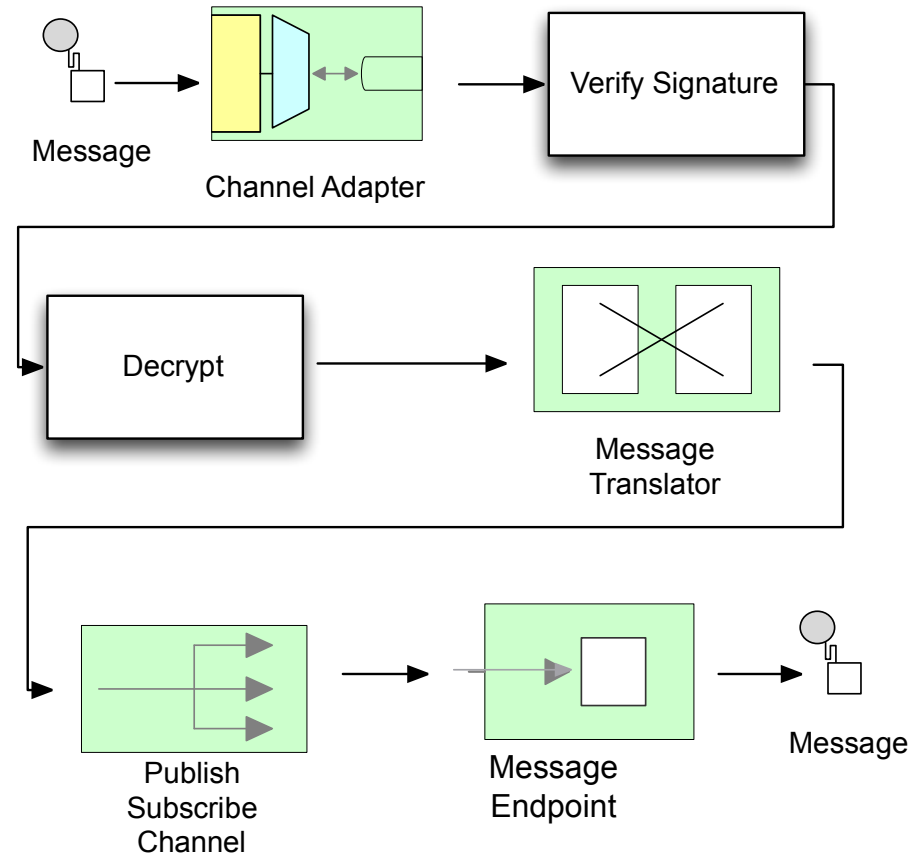 Message
Channel Adapter
Verify Signature
Decrypt
Message
Translator
Publish
Subscribe
Channel
Message
Endpoint
Message